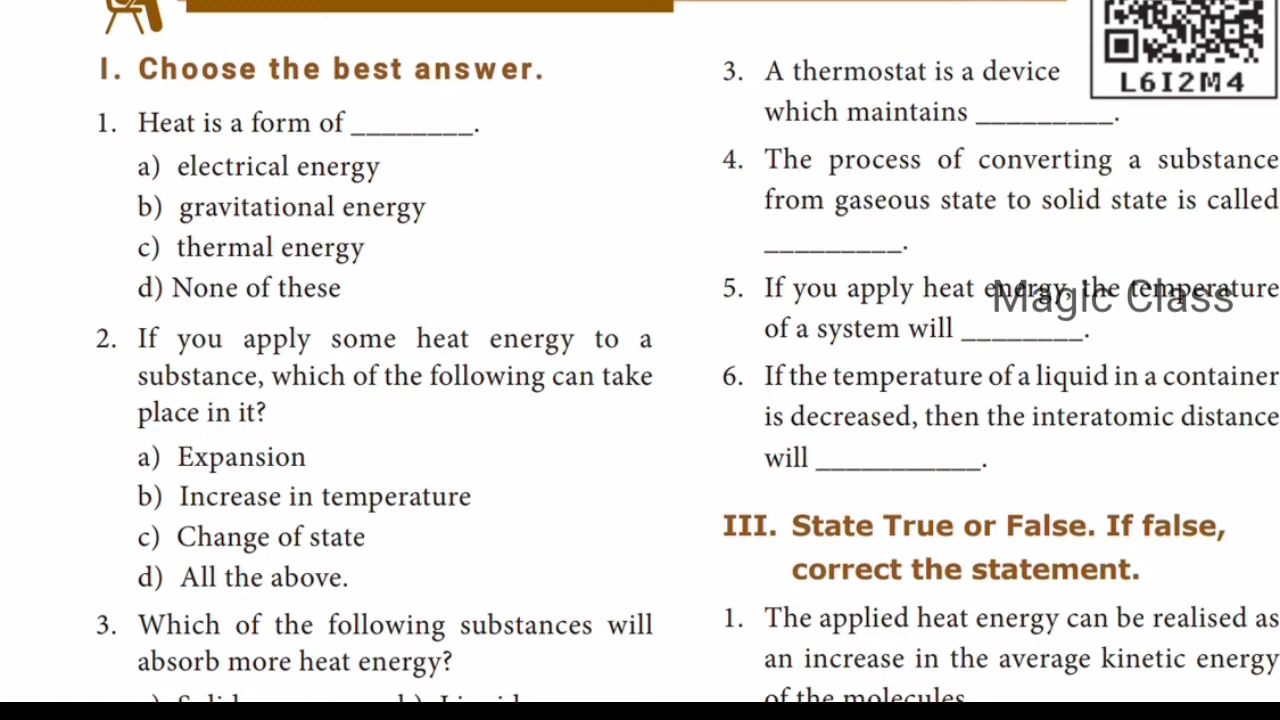 I. Choose the best answer.
1. Heat is a form of ________.
a) electrical energy
b) gravitational energy
c) thermal energy
d) None of these
2. If you apply some heat energy to a
substance, which of the following can take
place in it?
a) Expansion
b) Increase in temperature
c) Change of state
d) All the above.
3. Which of the following substances will
absorb more heat energy?
L6I2M4
3. A thermostat is a device
which maintains _________.
4. The process of converting a substance
from gaseous state to solid state is called
_________.
5. If you apply heat energy, the temperature
of a system will ________.
Magic Class
6. If the temperature of a liquid in a container
is decreased, then the interatomic distance
will ___________.
III. State True or False. If false,
correct the statement.
1. The applied heat energy can be realised as
an increase in the average kinetic energy
of the molecules